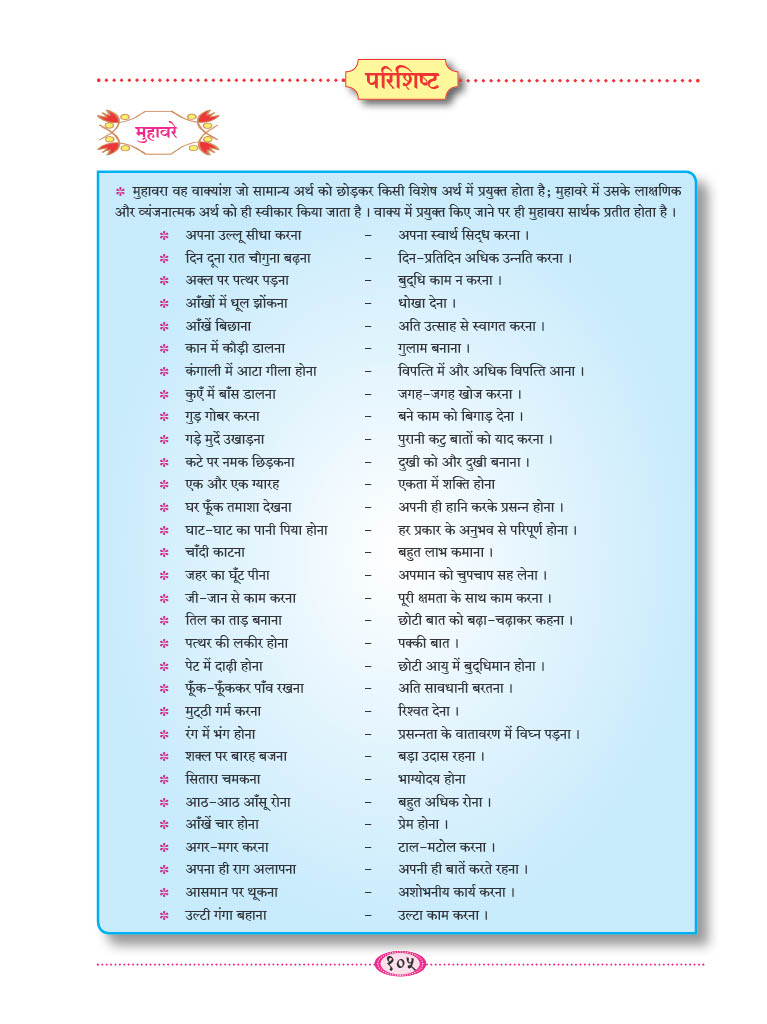 परिशिष्ट
मुहावरे
✽ मुहावरा वह वाक्यांश जो सामान्य अर्थ को छोड़कर किसी विशेष अर्थ में प्रयुक्त होता है; मुहावरे में उसके लाक्षणिक
और व्यंजनात्मक अर्थ को ही स्वीकार किया जाता है । वाक्य में प्रयुक्त किए जाने पर ही मुहावरा सार्थक प्रतीत होता है ।
✽ अपना उल्लू सीधा करना – अपना स्वार्थ सिद्ध करना ।
✽ दिन दूना रात चौगुना बढ़ना – दिन-प्रतिदिन अधिक उन्नति करना ।
✽ अक्ल पर पत्थर पड़ना – बुद्धि काम न करना ।
✽ आँखों में धूल झोंकना – धोखा देना ।
✽ आँखें बिछाना – अति उत्साह से स्वागत करना ।
✽ कान में कौड़ी डालना – गुलाम बनाना ।
✽ कंगाली में आटा गीला होना – विपत्ति में और अधिक विपत्ति आना ।
✽ कुएँ में बाँस डालना – जगह-जगह खोज करना ।
✽ गुड़ गोबर करना – बने काम को बिगाड़ देना ।
✽ गड़े मुर्दे उखाड़ना – पुरानी कटु बातों को याद करना ।
✽ कटे पर नमक छिड़कना – दुखी को और दुखी बनाना ।
✽ एक और एक ग्यारह – एकता में शक्ति होना
✽ घर फूँक तमाशा देखना – अपनी ही हानि करके प्रसन्न होना ।
✽ घाट-घाट का पानी पिया होना – हर प्रकार के अनुभव से परिपूर्ण होना ।
✽ चाँदी काटना – बहुत लाभ कमाना ।
✽ जहर का घूँट पीना – अपमान को चुपचाप सह लेना ।
✽ जी-जान से काम करना – पूरी क्षमता के साथ काम करना ।
✽ तिल का ताड़ बनाना – छोटी बात को बढ़ा-चढ़ाकर कहना ।
✽ पत्थर की लकीर होना – पक्की बात ।
✽ पेट में दाढ़ी होना – छोटी आयु में बुद्धिमान होना ।
✽ फूँक-फूँककर पाँव रखना – अति सावधानी बरतना ।
✽ मुट्ठी गर्म करना – रिश्वत देना ।
✽ रंग में भंग होना – प्रसन्नता के वातावरण में विघ्न पड़ना ।
✽ शक्ल पर बारह बजना – बड़ा उदास रहना ।
✽ सितारा चमकना – भाग्योदय होना
✽ आठ-आठ आँसू रोना – बहुत अधिक रोना ।
✽ आँखें चार होना – प्रेम होना ।
✽ अगर-मगर करना – टाल-मटोल करना ।
✽ अपना ही राग अलापना – अपनी ही बातें करते रहना ।
✽ आसमान पर थूकना – अशोभनीय कार्य करना ।
✽ उल्टी गंगा बहाना – उल्टा काम करना ।
१०५